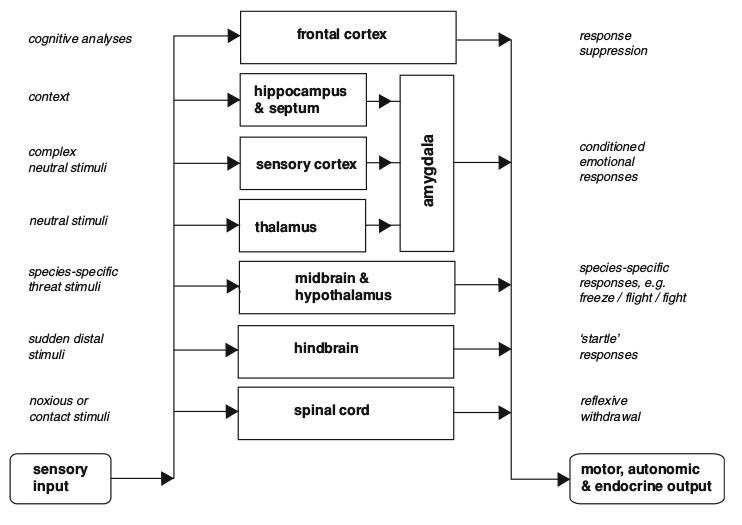 cognitive analyses
frontal cortex
response
suppression
context
hippocampus
& septum
complex
neutral stimuli
sensory cortex
amygdala
conditioned
emotional
responses
neutral stimuli
thalamus
species-specific
threat stimuli
midbrain &
hypothalamus
species-specific
responses, e.g.
freeze / flight / fight
sudden distal
stimuli
hindbrain
‘startle’
responses
noxious or
contact stimuli
spinal cord
reflexive
withdrawal
sensory
input
motor, autonomic
& endocrine output